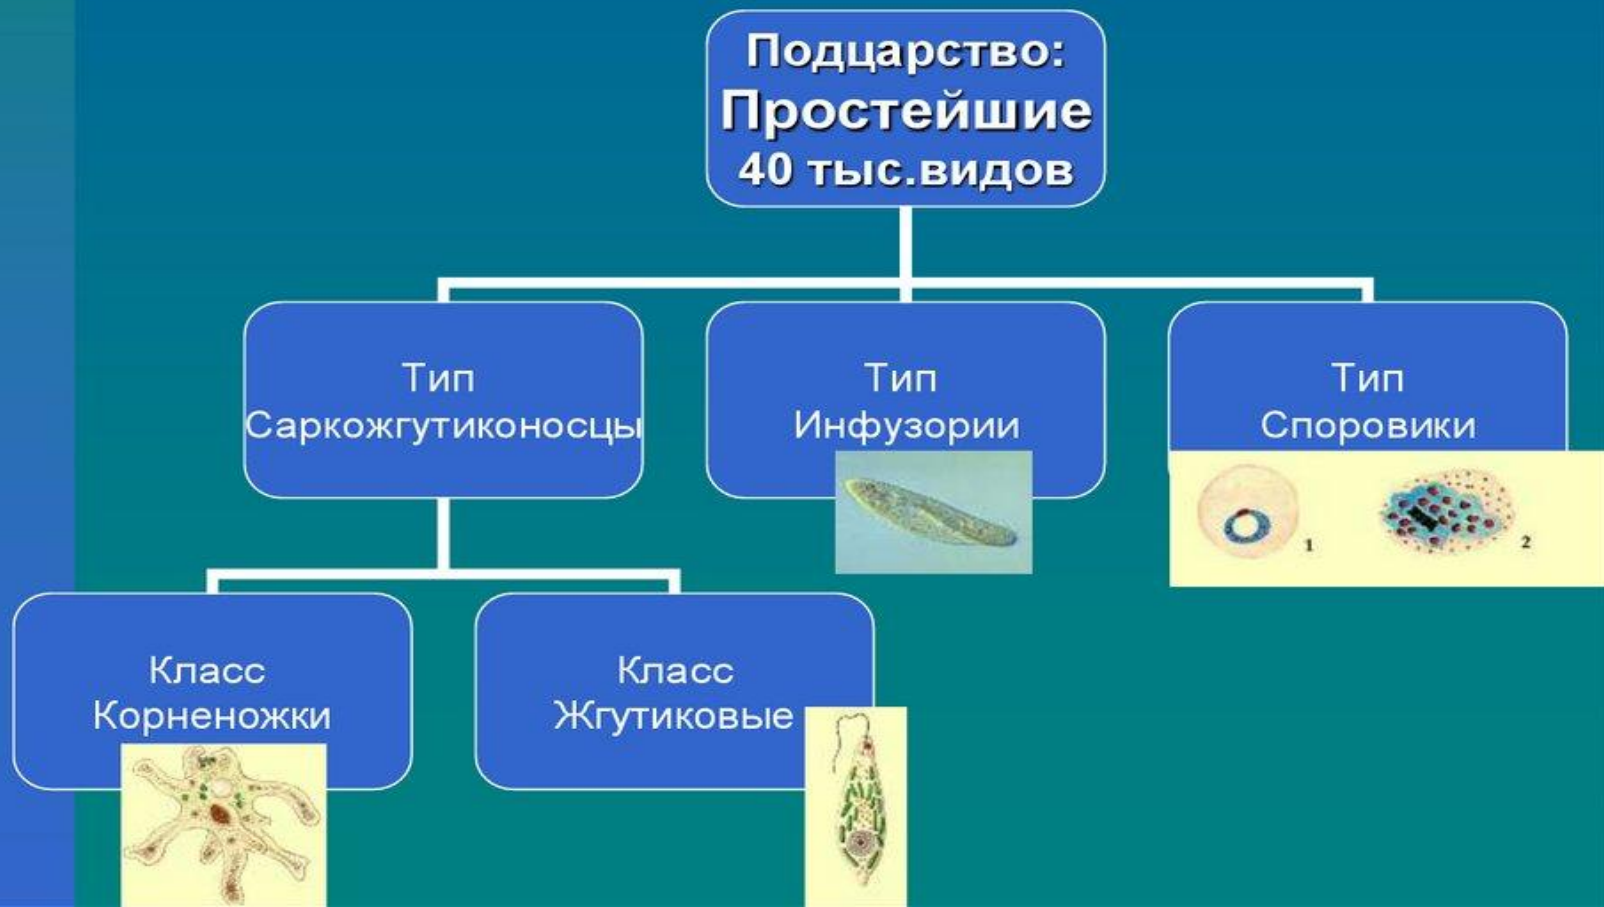 Подцарство:
Простейшие
40 тыс.видов
Тип
Саркожгутиконосцы
Тип
Инфузории
Тип
Споровики
1
2
Класс
Корненожки
Класс
Жгутиковые